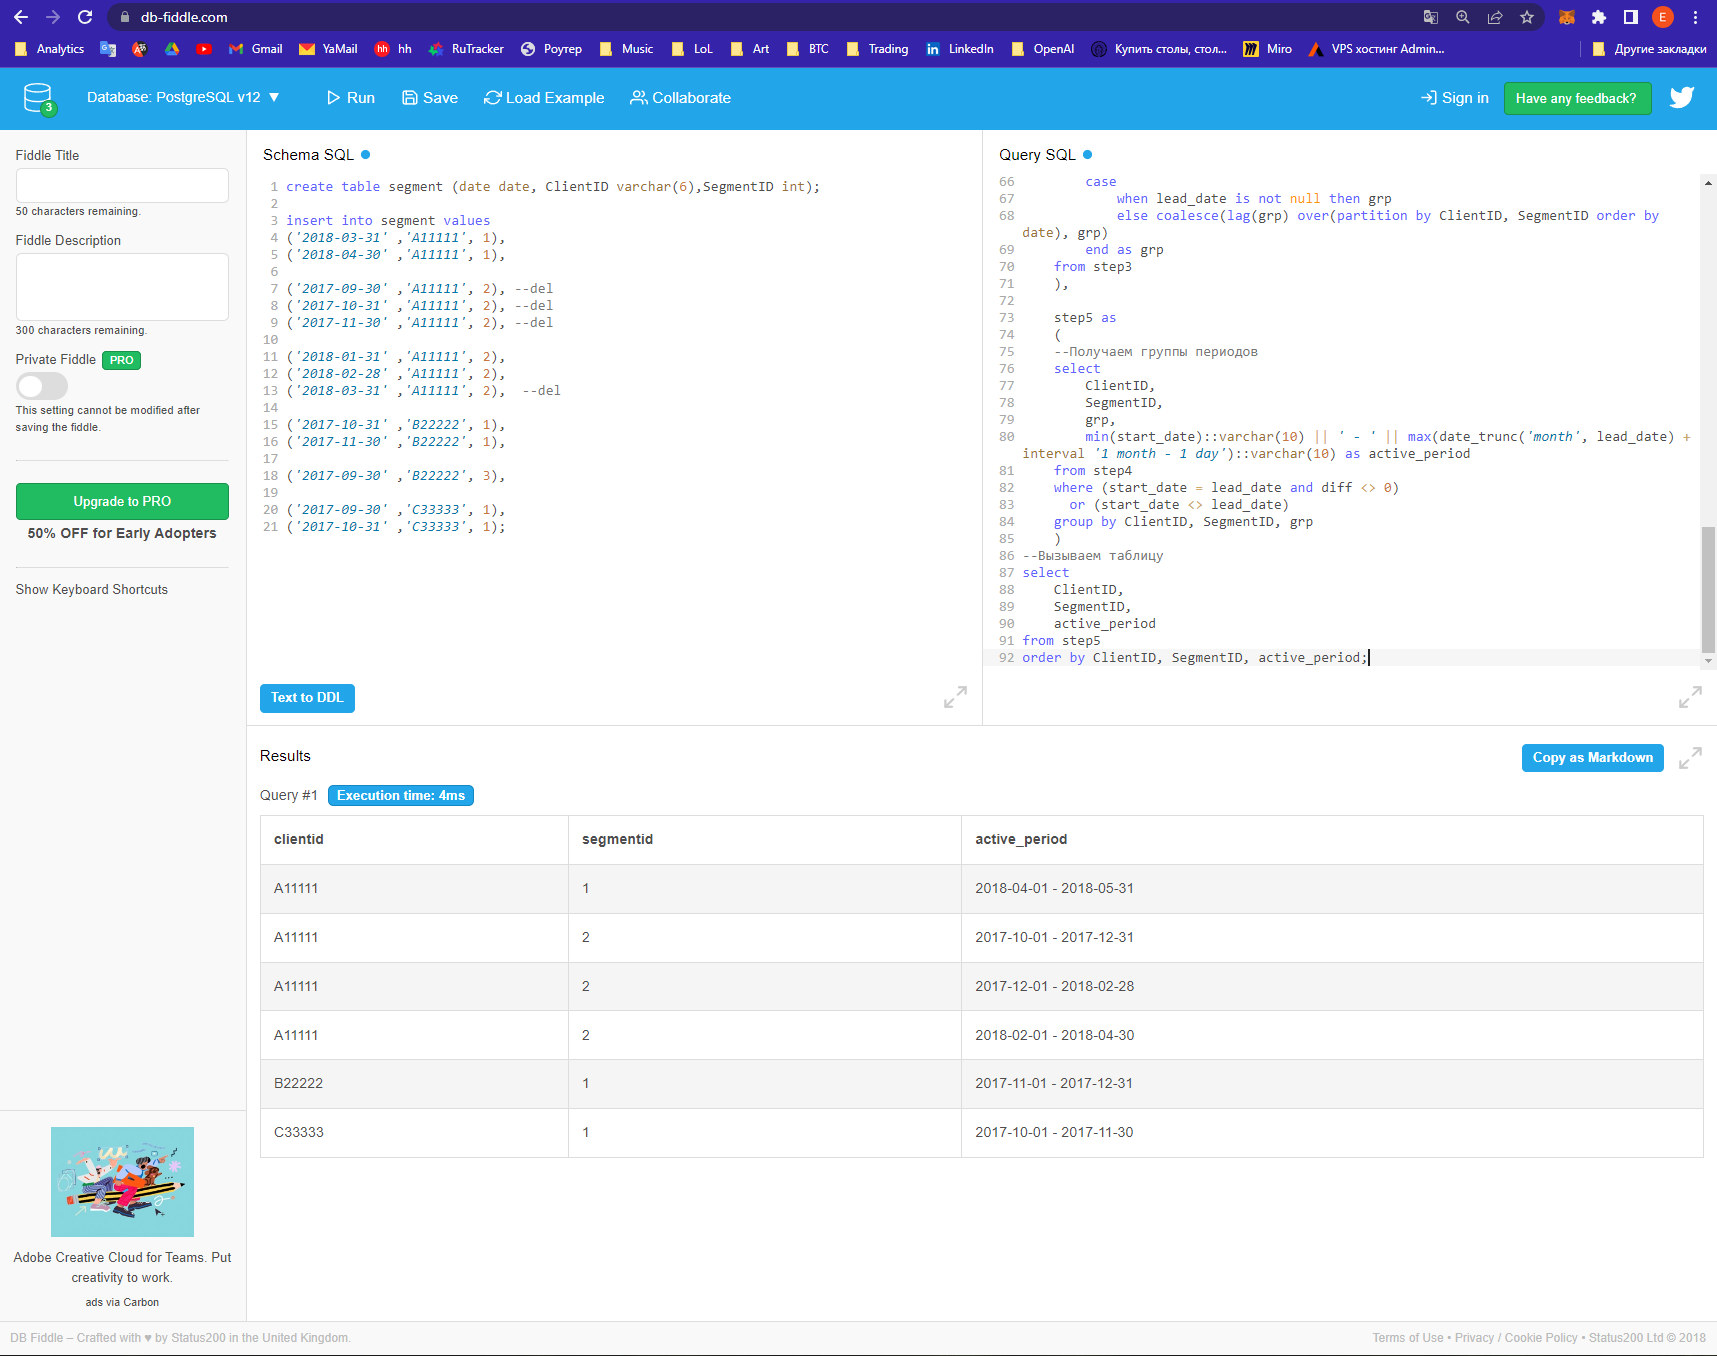 db-fiddle.com
E
Analytics
Gmail
YaMail
hh hh
RuTracker
Роутер
Music
LoL
Art
BTC
Trading
in LinkedIn
OpenAI
Купить столы, стол...
Miro
VPS хостинг Admin...
Другие закладки
3
Database: PostgreSQL v12 ▼
Run
Save
Load Example
Collaborate
Sign in
Have any feedback?
Fiddle Title
50 characters remaining.
Fiddle Description
300 characters remaining.
Private Fiddle PRO
This setting cannot be modified after
saving the fiddle.
Upgrade to PRO
50% OFF for Early Adopters
Show Keyboard Shortcuts
Adobe Creative Cloud for Teams. Put
creativity to work.
ads via Carbon
Schema SQL
1 create table segment (date date, ClientID varchar(6),SegmentID int);
2
3 insert into segment values
4 ('2018-03-31' ,'A11111', 1),
5 ('2018-04-30' ,'A11111', 1),
6
7 ('2017-09-30' ,'A11111', 2), --del
8 ('2017-10-31' ,'A11111', 2), --del
9 ('2017-11-30' ,'A11111', 2), --del
10
11 ('2018-01-31' ,'A11111', 2),
12 ('2018-02-28' ,'A11111', 2),
13 ('2018-03-31' ,'A11111', 2),  --del
14
15 ('2017-10-31' ,'B22222', 1),
16 ('2017-11-30' ,'B22222', 1),
17
18 ('2017-09-30' ,'B22222', 3),
19
20 ('2017-09-30' ,'C33333', 1),
21 ('2017-10-31' ,'C33333', 1);
Text to DDL
Query SQL
66 case
67 when lead_date is not null then grp
68 else coalesce(lag(grp) over(partition by ClientID, SegmentID order by
date), grp)
69 end as grp
70 from step3
71 ),
72
73 step5 as
74 (
75 --Получаем группы периодов
76 select
77 ClientID,
78 SegmentID,
79 grp,
80 min(start_date)::varchar(10) || ' - ' || max(date_trunc('month', lead_date) +
interval '1 month - 1 day')::varchar(10) as active_period
81 from step4
82 where (start_date = lead_date and diff <> 0)
83 or (start_date <> lead_date)
84 group by ClientID, SegmentID, grp
85 )
86 --Вызываем таблицу
87 select
88 ClientID,
89 SegmentID,
90 active_period
91 from step5
92 order by ClientID, SegmentID, active_period;
Results
Copy as Markdown
Query #1 Execution time: 4ms
clientid segmentid active_period
A11111 1 2018-04-01 - 2018-05-31
A11111 2 2017-10-01 - 2017-12-31
A11111 2 2017-12-01 - 2018-02-28
A11111 2 2018-02-01 - 2018-04-30
B22222 1 2017-11-01 - 2017-12-31
C33333 1 2017-10-01 - 2017-11-30
DB Fiddle – Crafted with ♥ by Status200 in the United Kingdom.
Terms of Use • Privacy / Cookie Policy • Status200 Ltd © 2018